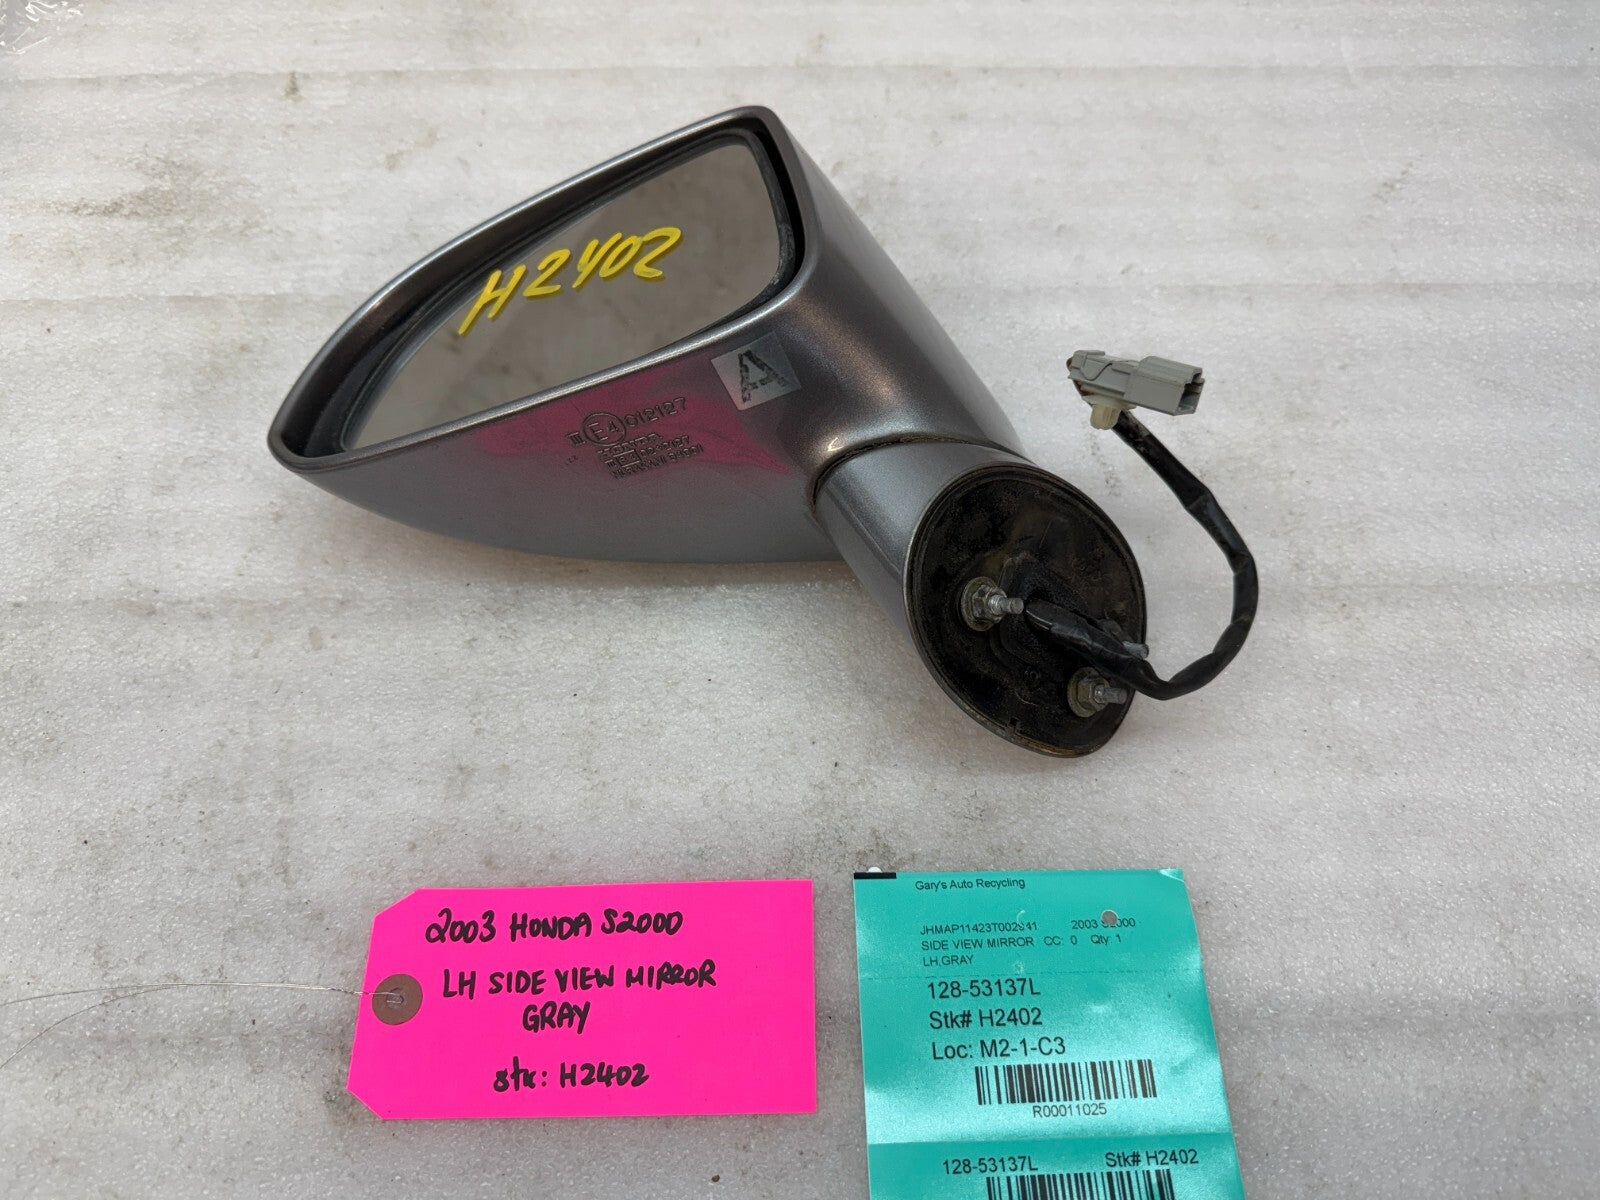 H2402
A
III E4 012127
2003 HONDA S2000
LH SIDE VIEW MIRROR
GRAY
stk: H2402
Gary's Auto Recycling
2003 S2000
SIDE VIEW MIRROR CC: 0 Qty: 1
LH.GRAY
128-53137L
Stk# H2402
Loc: M2-1-C3
R00011025
128-53137L Stk# H2402